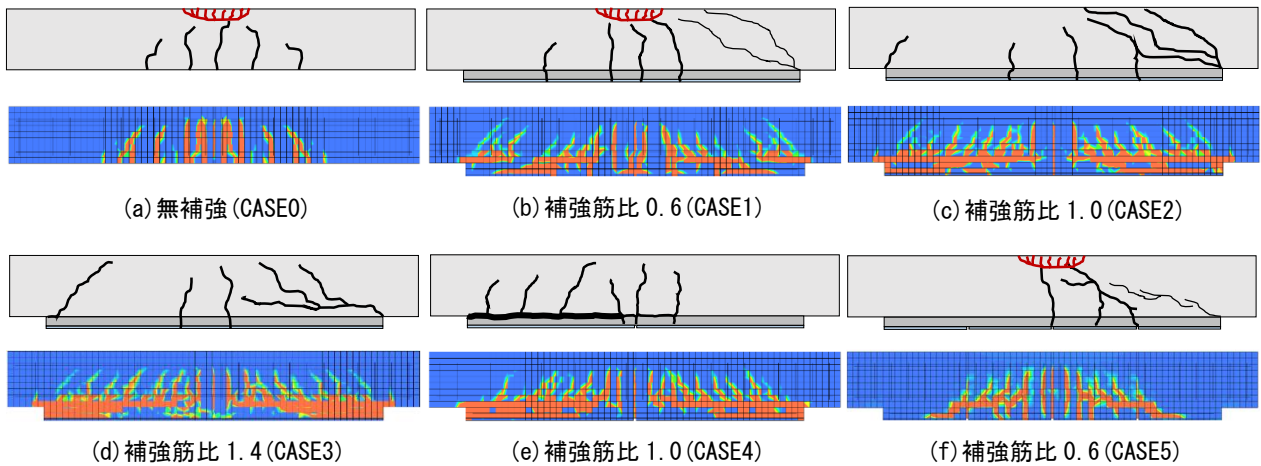 (a)無補強(CASE0)
(b)補強筋比 0.6(CASE1)
(c)補強筋比 1.0(CASE2)
(d)補強筋比 1.4(CASE3)
(e)補強筋比 1.0(CASE4)
(f)補強筋比 0.6(CASE5)